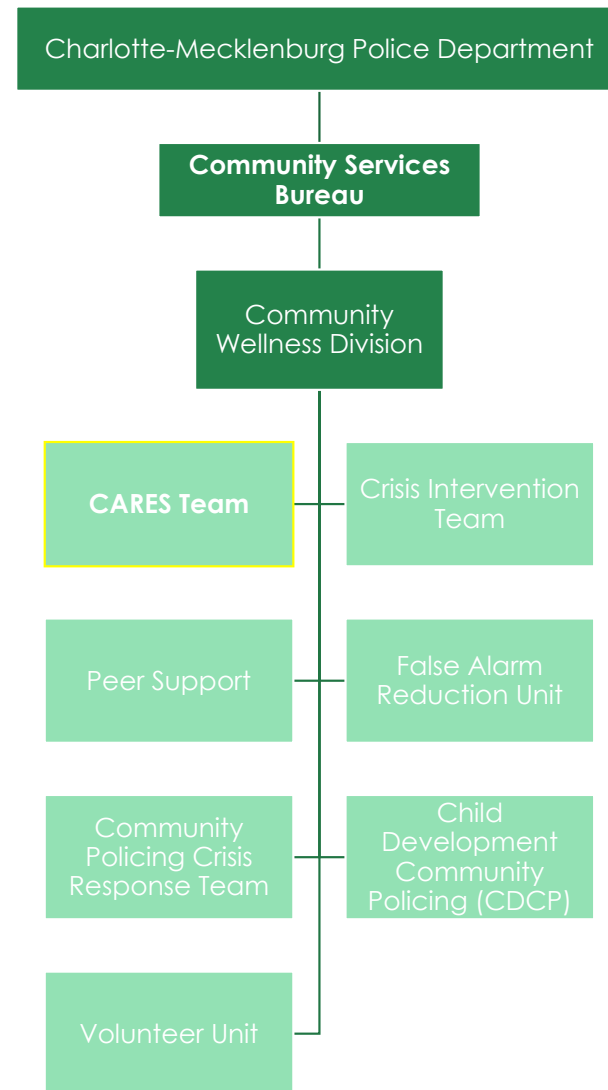 Charlotte-Mecklenburg Police Department
Community Services
Bureau
Community
Wellness Division
CARES Team
Crisis Intervention
Team
Peer Support
False Alarm
Reduction Unit
Community
Policing Crisis
Response Team
Child
Development
Community
Policing (CDCP)
Volunteer Unit